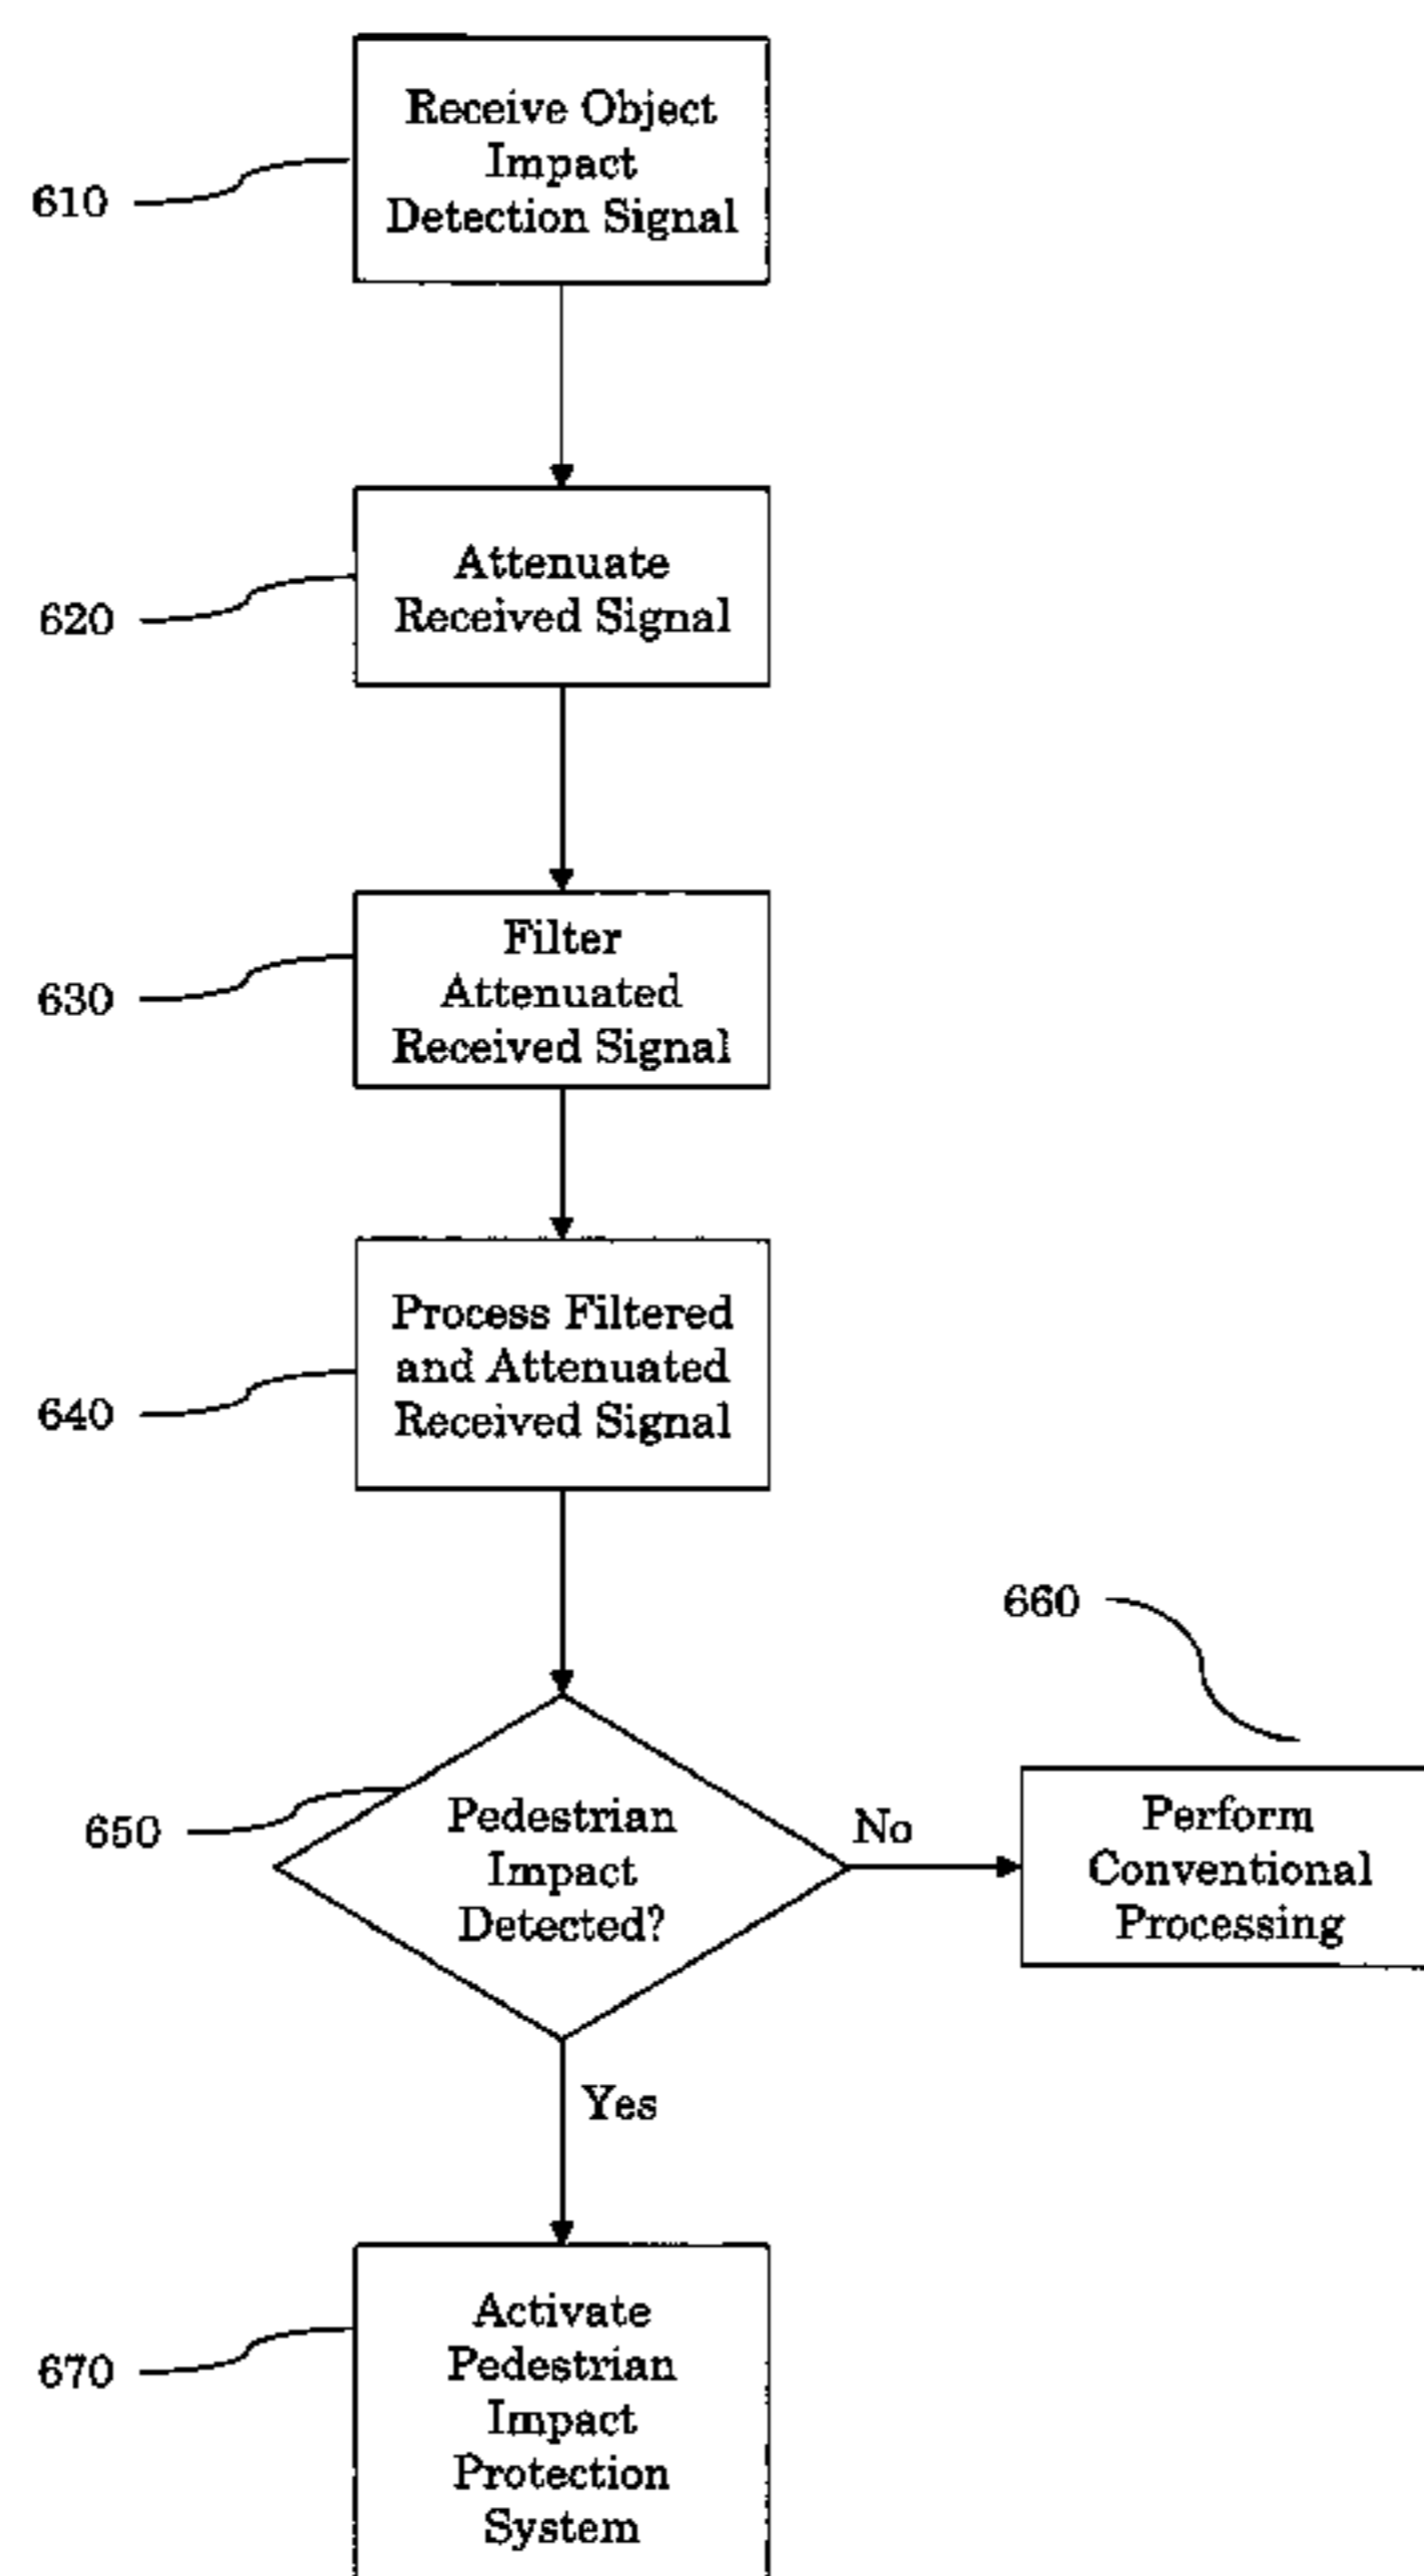 Receive Object
Impact
Detection Signal
610
Attenuate
Received Signal
620
Filter
Attenuated
Received Signal
630
Process Filtered
and Attenuated
Received Signal
640
660
Pedestrian
Impact
Detected?
650
No
Perform
Conventional
Processing
Yes
Activate
Pedestrian
Impact
Protection
System
670